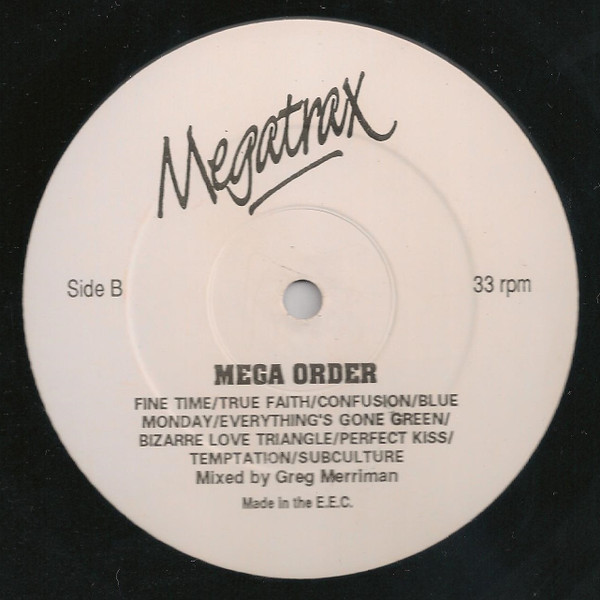 Megatrax
Side B
33 rpm
MEGA ORDER
FINE TIME/TRUE FAITH/CONFUSION/BLUE
MONDAY/EVERYTHING'S GONE GREEN/
BIZARRE LOVE TRIANGLE/PERFECT KISS/
TEMPTATION/SUBCULTURE
Mixed by Greg Merriman
Made in the E.E.C.